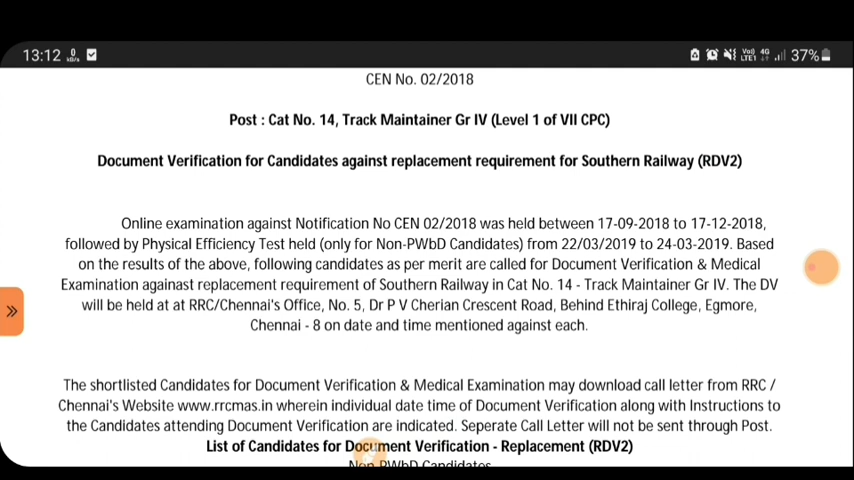 13:12 0 kB/s Vo) LTE1 4G 37%
CEN No. 02/2018
Post : Cat No. 14, Track Maintainer Gr IV (Level 1 of VII CPC)
Document Verification for Candidates against replacement requirement for Southern Railway (RDV2)
Online examination against Notification No CEN 02/2018 was held between 17-09-2018 to 17-12-2018,
followed by Physical Efficiency Test held (only for Non-PWbD Candidates) from 22/03/2019 to 24-03-2019. Based
on the results of the above, following candidates as per merit are called for Document Verification & Medical
Examination againast replacement requirement of Southern Railway in Cat No. 14 - Track Maintainer Gr IV. The DV
will be held at at RRC/Chennai's Office, No. 5, Dr P V Cherian Crescent Road, Behind Ethiraj College, Egmore,
Chennai - 8 on date and time mentioned against each.
The shortlisted Candidates for Document Verification & Medical Examination may download call letter from RRC /
Chennai's Website www.rrcmas.in wherein individual date time of Document Verification along with Instructions to
the Candidates attending Document Verification are indicated. Seperate Call Letter will not be sent through Post.
List of Candidates for Document Verification - Replacement (RDV2)
Non-PWbD Candidates